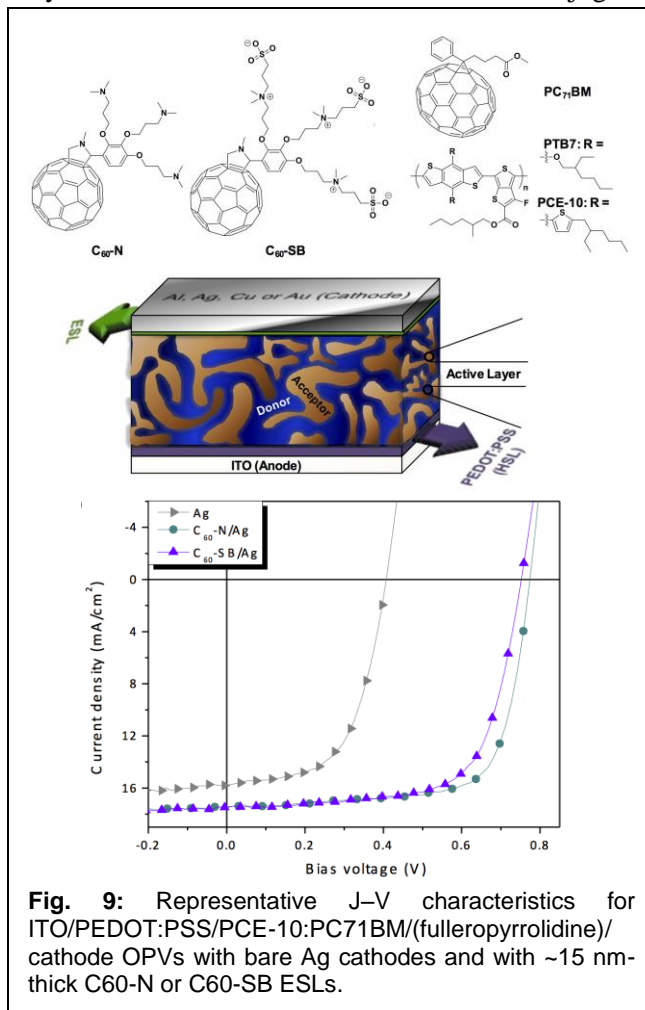 PC71BM
PTB7: R =
PCE-10: R =
C60-N
C60-SB
Al, Ag, Cu or Au (Cathode)
ESL
Donor
Acceptor
Active Layer
ITO (Anode)
PEDOT:PSS
(HSL)
Ag
C60-N/Ag
C60-SB/Ag
-4
0
4
8
12
16
Current density (mA/cm²)
-0.2 0.0 0.2 0.4 0.6 0.8
Bias voltage (V)
Fig. 9: Representative J–V characteristics for
ITO/PEDOT:PSS/PCE-10:PC71BM/(fulleropyrrolidine)/
cathode OPVs with bare Ag cathodes and with ~15 nm-
thick C60-N or C60-SB ESLs.